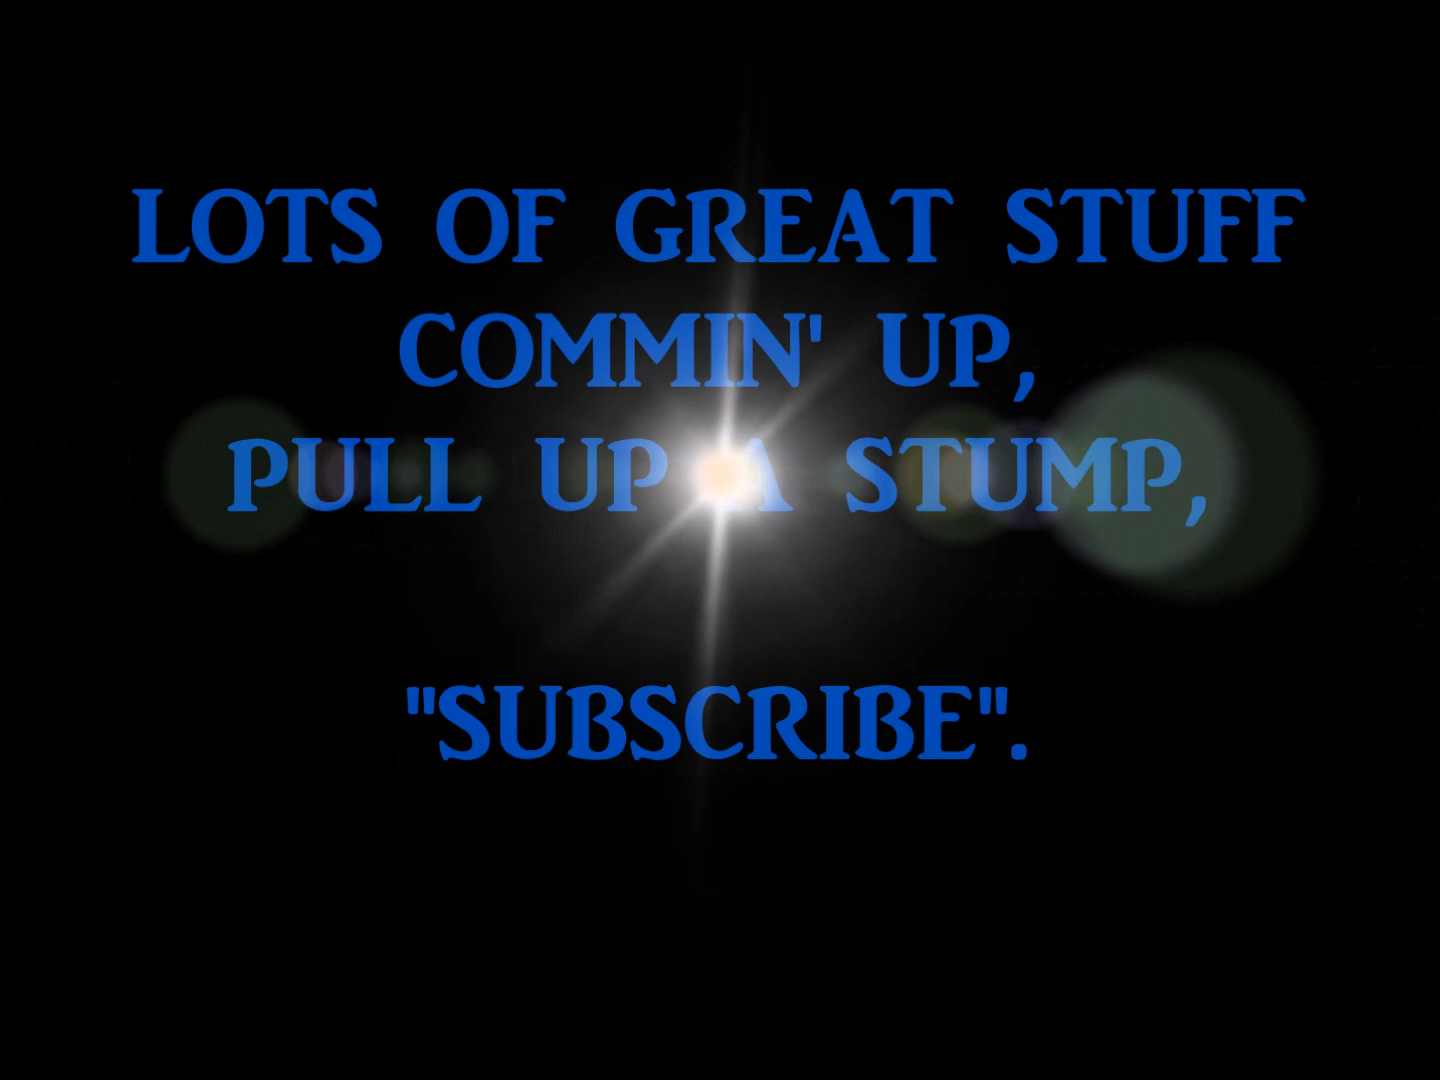 LOTS OF GREAT STUFF
COMMIN' UP,
PULL UP A STUMP,
"SUBSCRIBE".